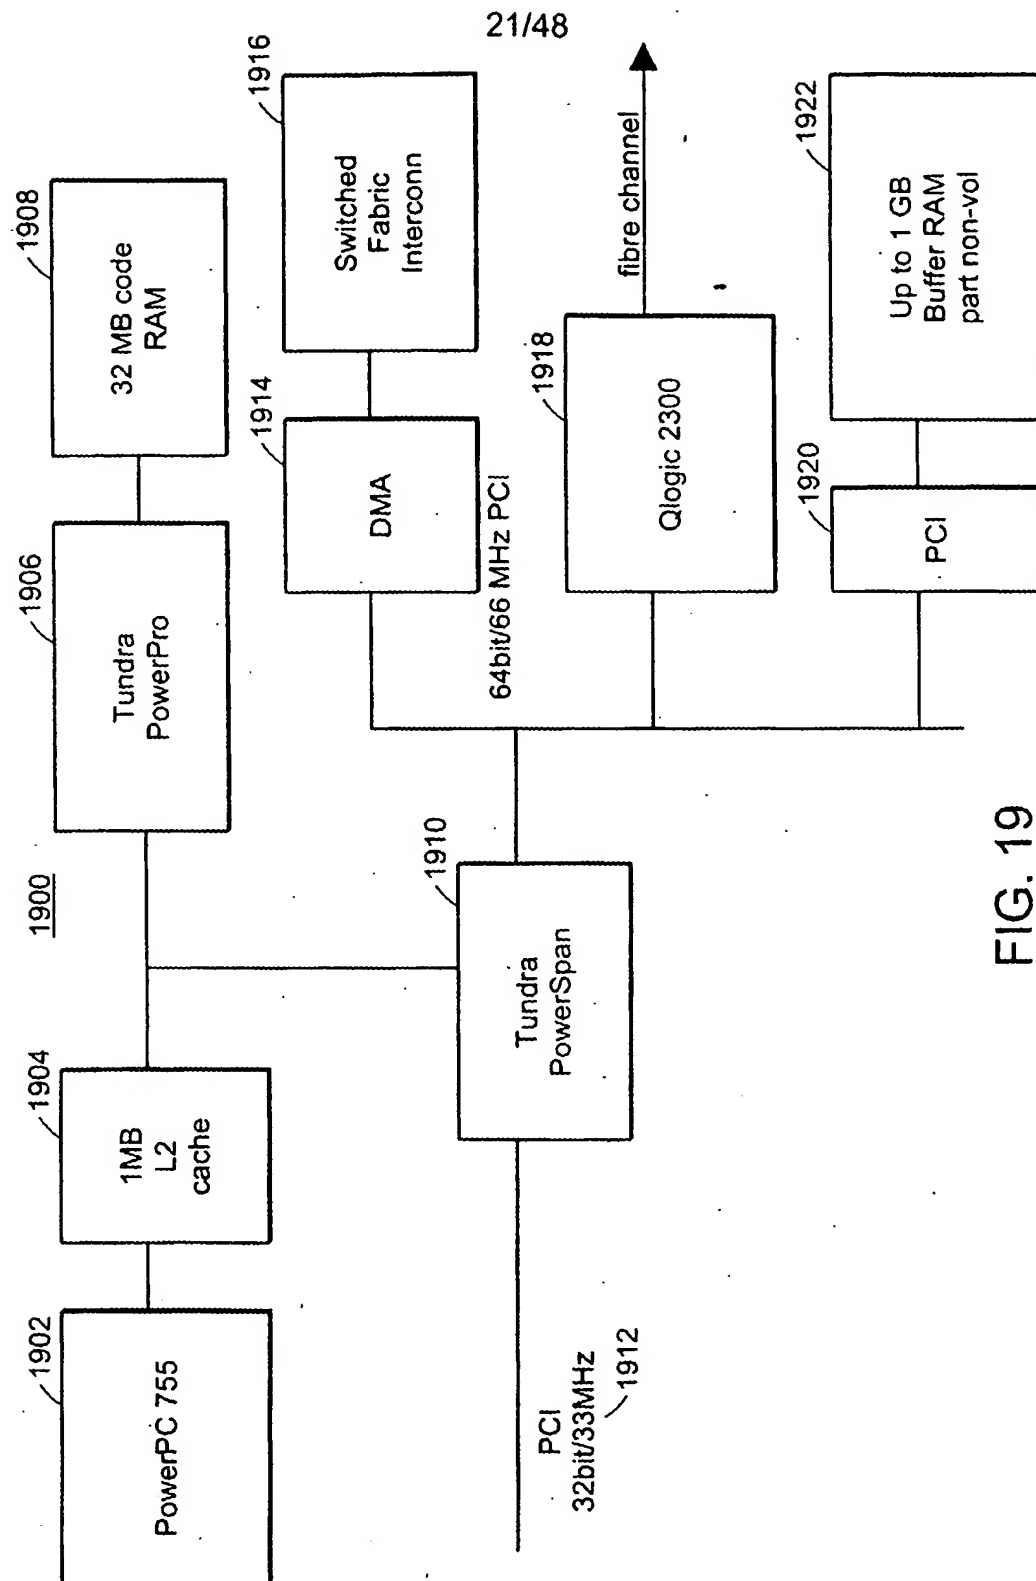 21/48
1900
1902
PowerPC 755
1904
1MB
L2
cache
1906
Tundra
PowerPro
1908
32 MB code
RAM
1910
Tundra
PowerSpan
PCI
32bit/33MHz
1912
64bit/66 MHz PCI
1914
DMA
1916
Switched
Fabric
Interconn
1918
Qlogic 2300
fibre channel
1920
PCI
1922
Up to 1 GB
Buffer RAM
part non-vol
FIG. 19